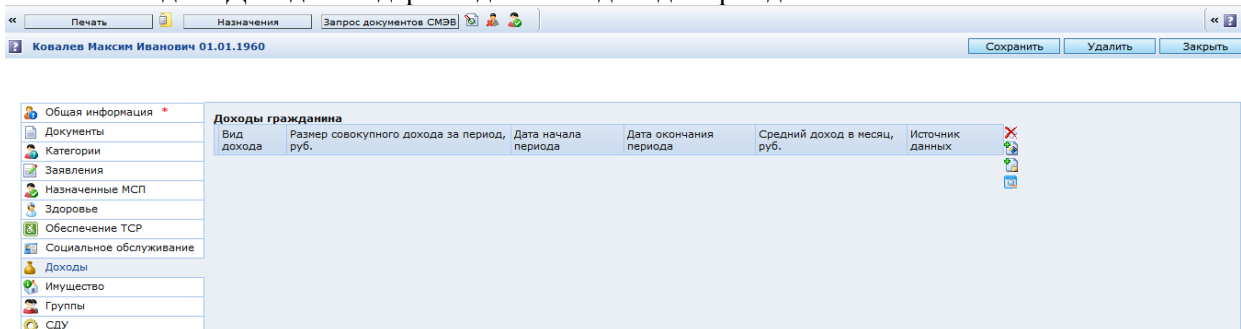 « Печать Назначения Запрос документов СМЭВ « ?
? Ковалев Максим Иванович 01.01.1960 Сохранить Удалить Закрыть
Общая информация *
Документы
Категории
Заявления
Назначенные МСП
Здоровье
Обеспечение ТСР
Социальное обслуживание
Доходы
Имущество
Группы
СДУ
Доходы гражданина
Вид дохода
Размер совокупного дохода за период, руб.
Дата начала периода
Дата окончания периода
Средний доход в месяц, руб.
Источник данных